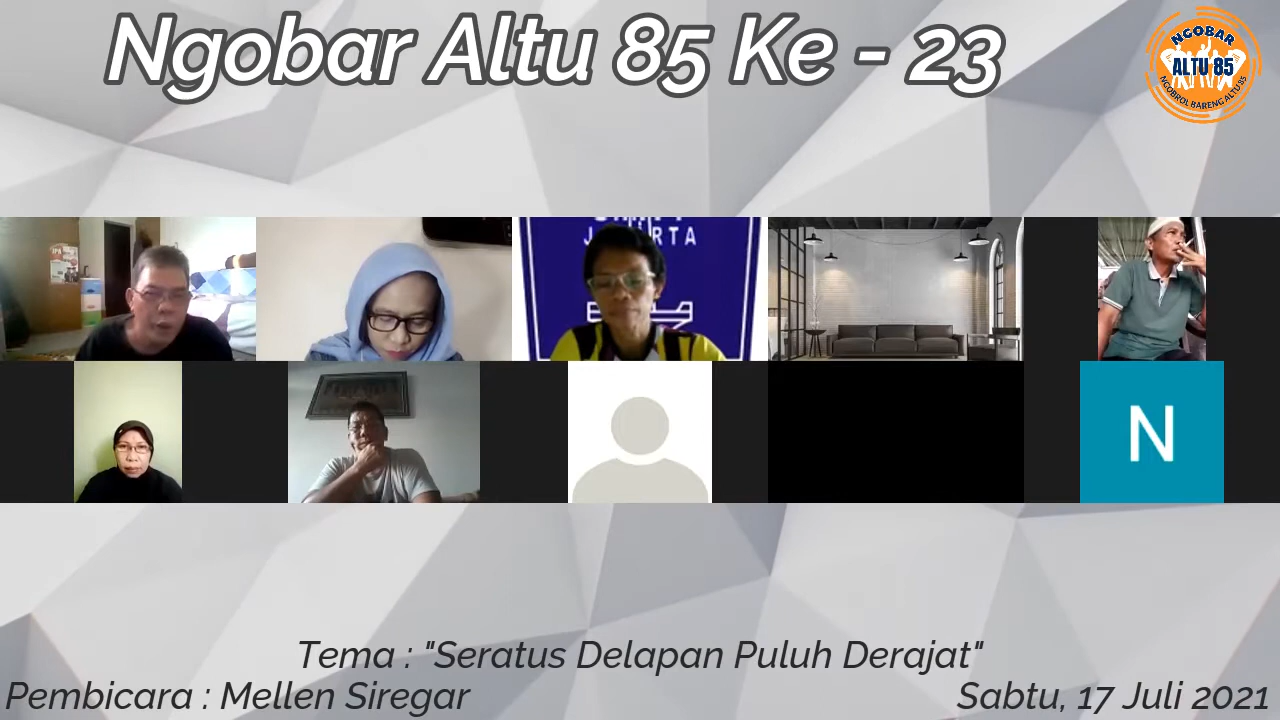 Ngobar Altu 85 Ke - 23
NGOBAR
ALTU 85
NGOBROL BARENG ALTU 85
N
Tema : "Seratus Delapan Puluh Derajat"
Pembicara : Mellen Siregar
Sabtu, 17 Juli 2021